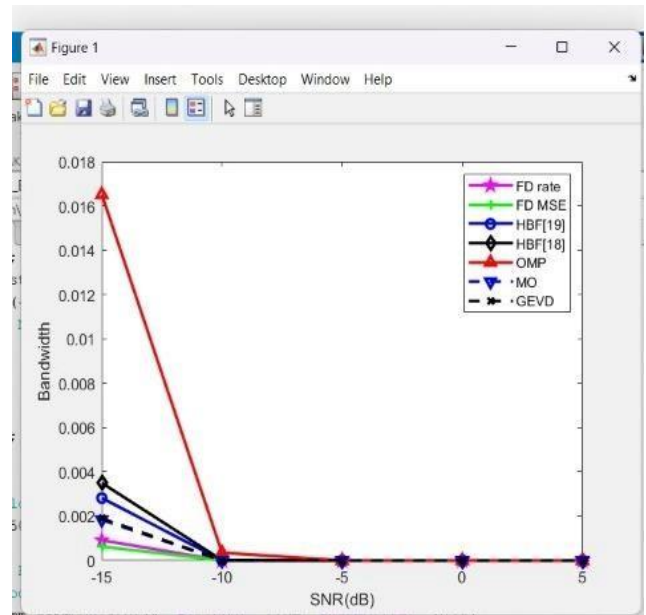 Figure 1
File Edit View Insert Tools Desktop Window Help
0.018
0.016
0.014
0.012
0.01
0.008
0.006
0.004
0.002
0
Bandwidth
-15 -10 -5 0 5
SNR(dB)
FD rate
FD MSE
HBF[19]
HBF[18]
OMP
MO
GEVD